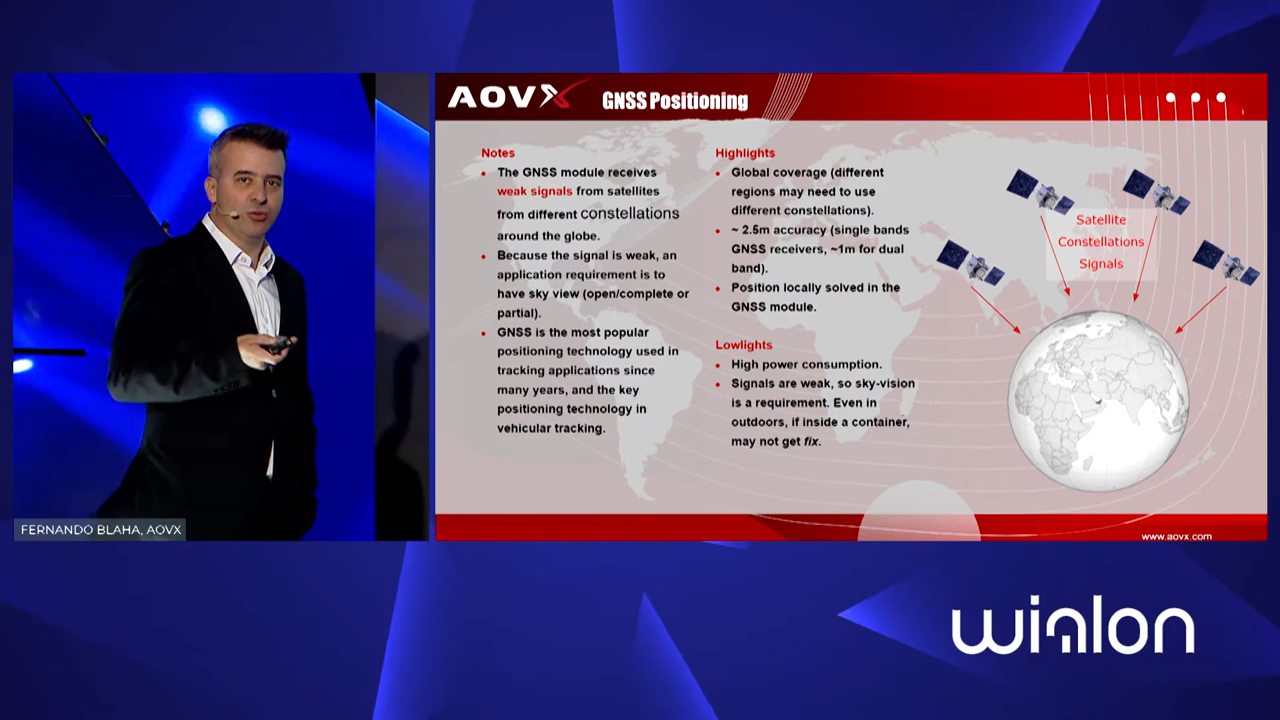 AOVX
GNSS Positioning
Notes
• The GNSS module receives
weak signals from satellites
from different constellations
around the globe.
• Because the signal is weak, an
application requirement is to
have sky view (open/complete or
partial).
• GNSS is the most popular
positioning technology used in
tracking applications since
many years, and the key
positioning technology in
vehicular tracking.
Highlights
• Global coverage (different
regions may need to use
different constellations).
• ~ 2.5m accuracy (single bands
GNSS receivers, ~1m for dual
band).
• Position locally solved in the
GNSS module.
Lowlights
• High power consumption.
• Signals are weak, so sky-vision
is a requirement. Even in
outdoors, if inside a container,
may not get fix.
Satellite
Constellations
Signals
www.aovx.com
FERNANDO BLAHA, AOVX
wialon